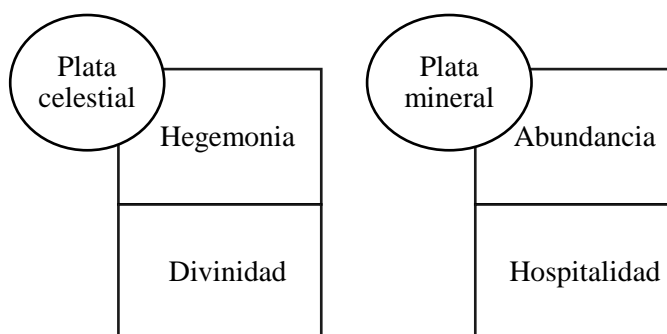 Plata
celestial
Hegemonia
Divinidad
Plata
mineral
Abundancia
Hospitalidad